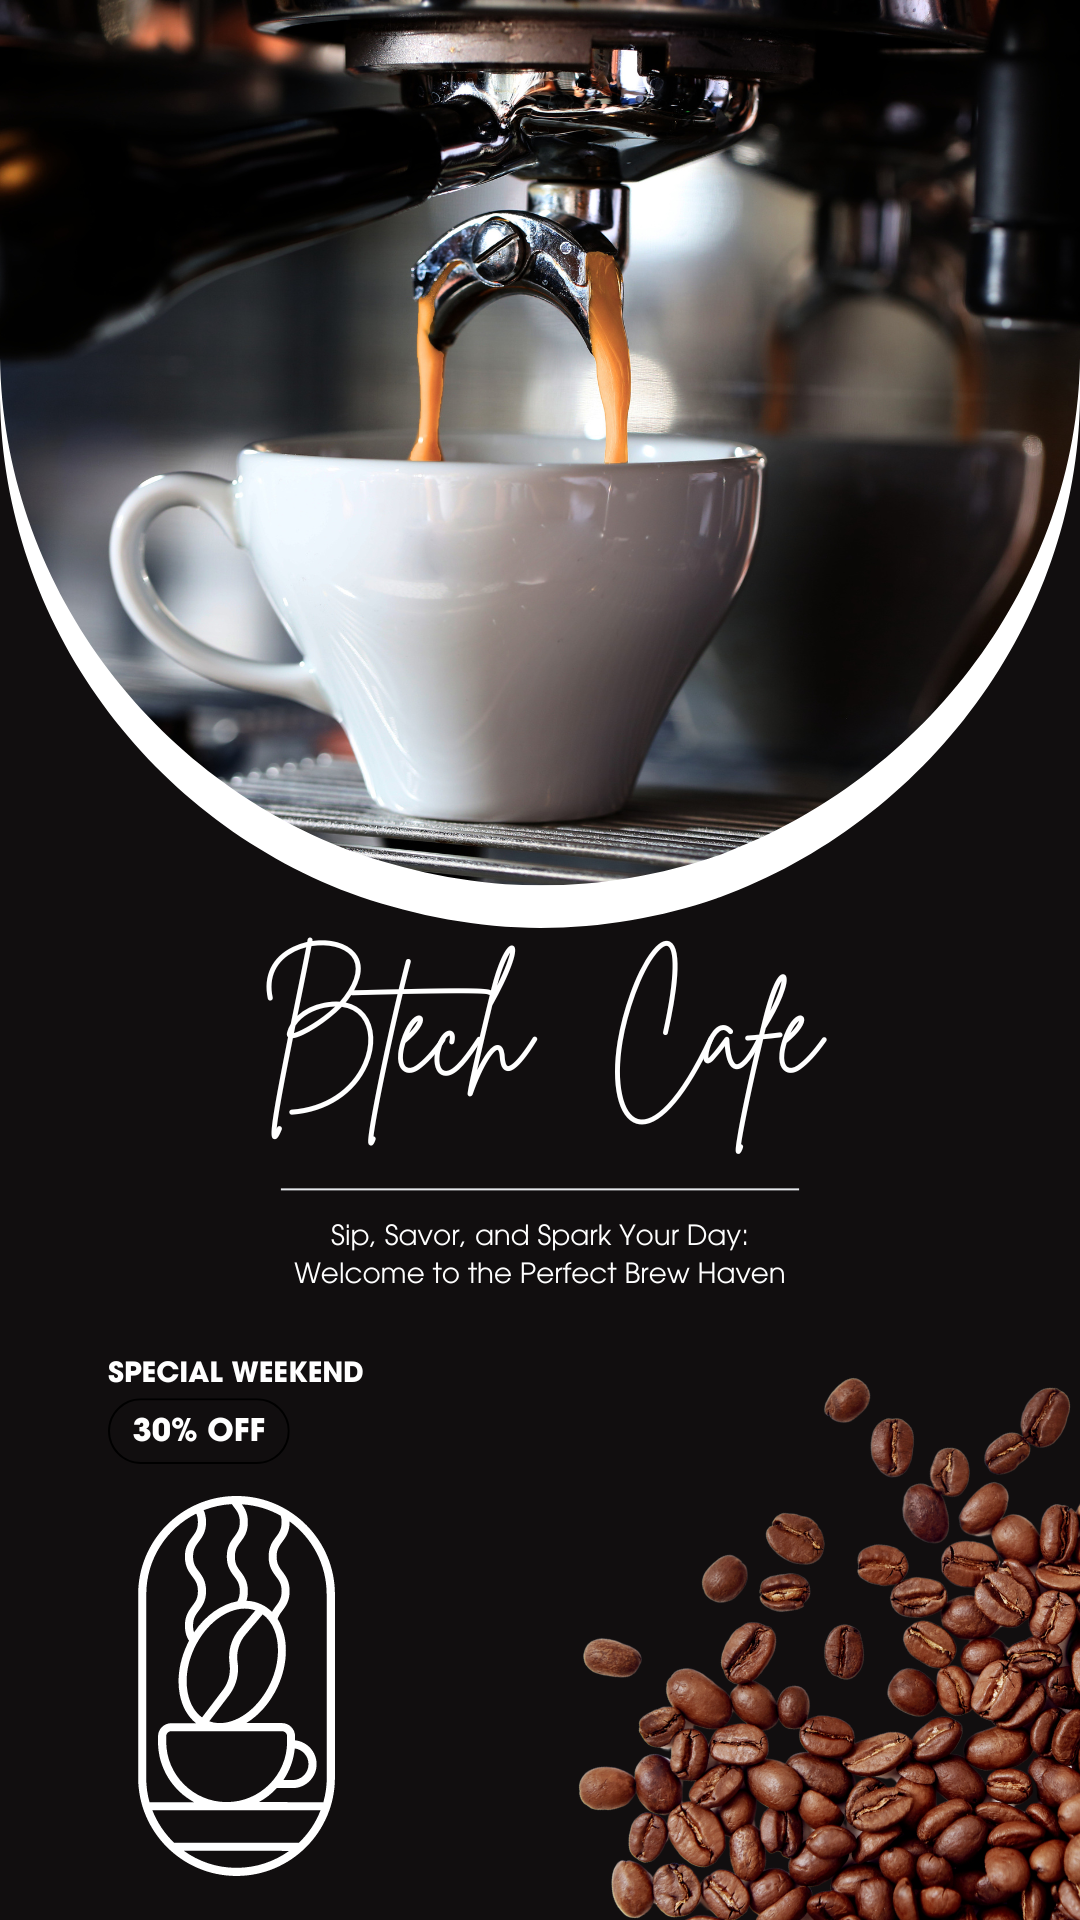 Btech Cafe
Sip, Savor, and Spark Your Day:
Welcome to the Perfect Brew Haven
SPECIAL WEEKEND
30% OFF